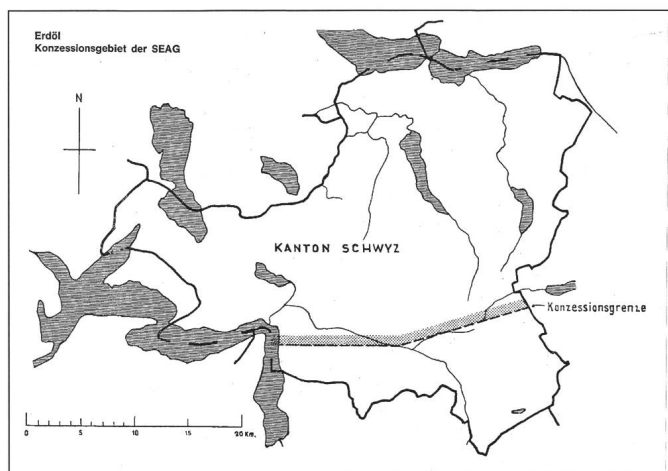 Erdöl
Konzessionsgebiet der SEAG
N
KANTON SCHWYZ
Konzessionsgrenze
0 5 10 15 20 Km.